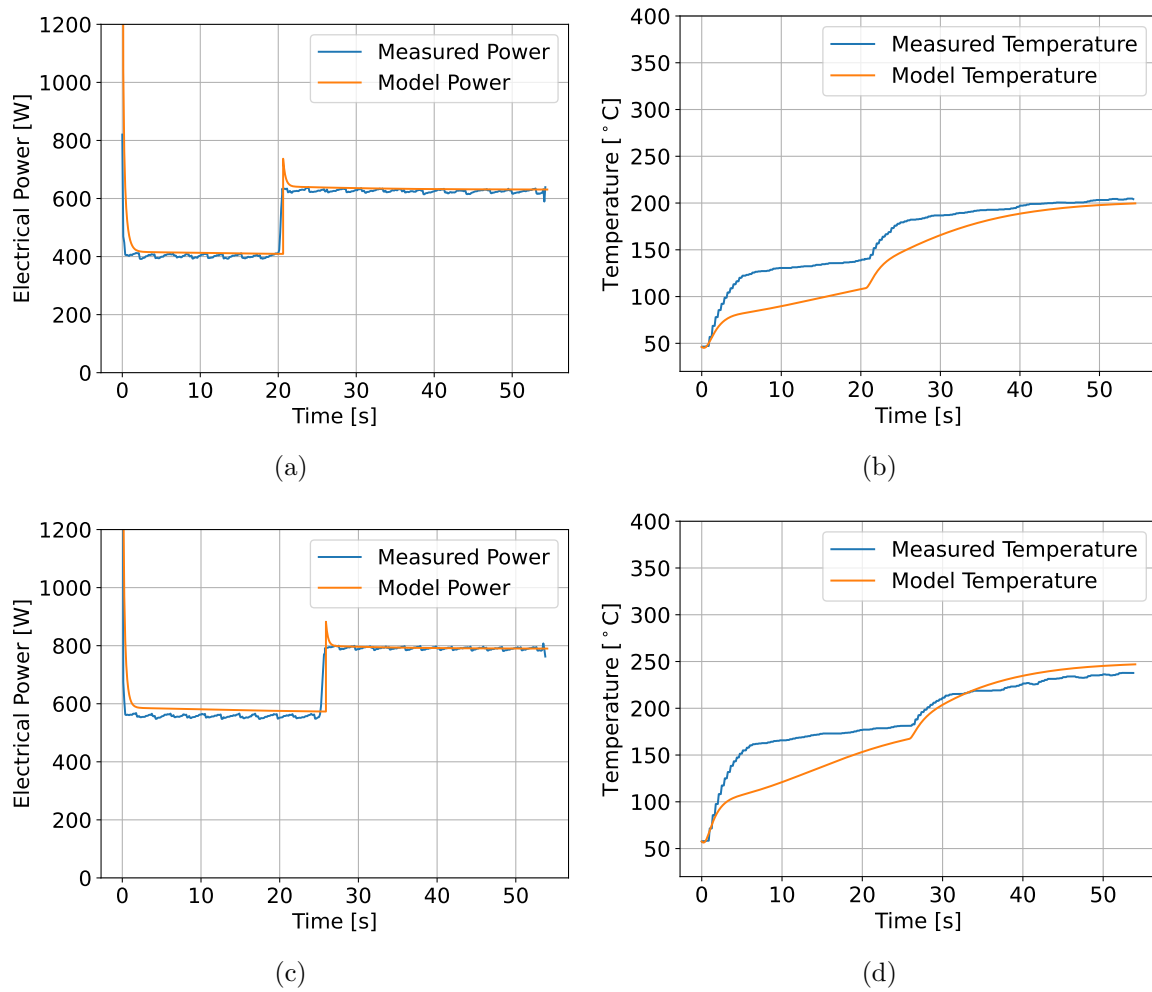 1200
1000
800
600
400
200
0
Electrical Power [W]
Measured Power
Model Power
0 10 20 30 40 50
Time [s]
(a)
400
350
300
250
200
150
100
50
Temperature [°C]
Measured Temperature
Model Temperature
0 10 20 30 40 50
Time [s]
(b)
1200
1000
800
600
400
200
0
Electrical Power [W]
Measured Power
Model Power
0 10 20 30 40 50
Time [s]
(c)
400
350
300
250
200
150
100
50
Temperature [°C]
Measured Temperature
Model Temperature
0 10 20 30 40 50
Time [s]
(d)